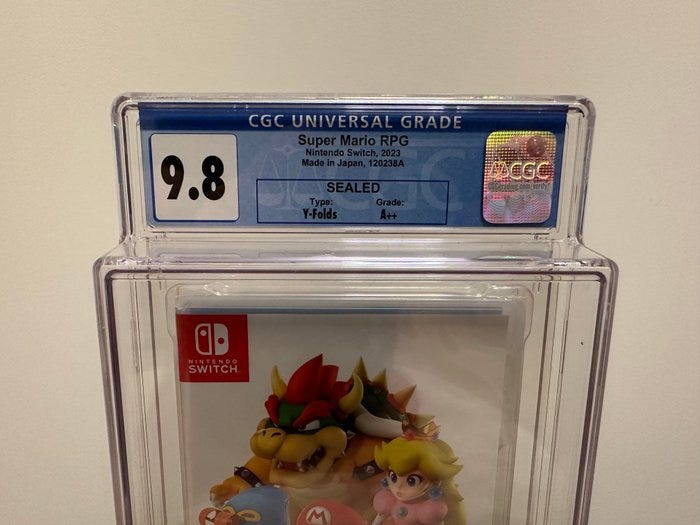 CGC UNIVERSAL GRADE
9.8
Super Mario RPG
Nintendo Switch, 2023
Made in Japan, 120238A
SEALED
Type: Grade:
Y-Folds A++
CGC
NINTENDO
SWITCH
M